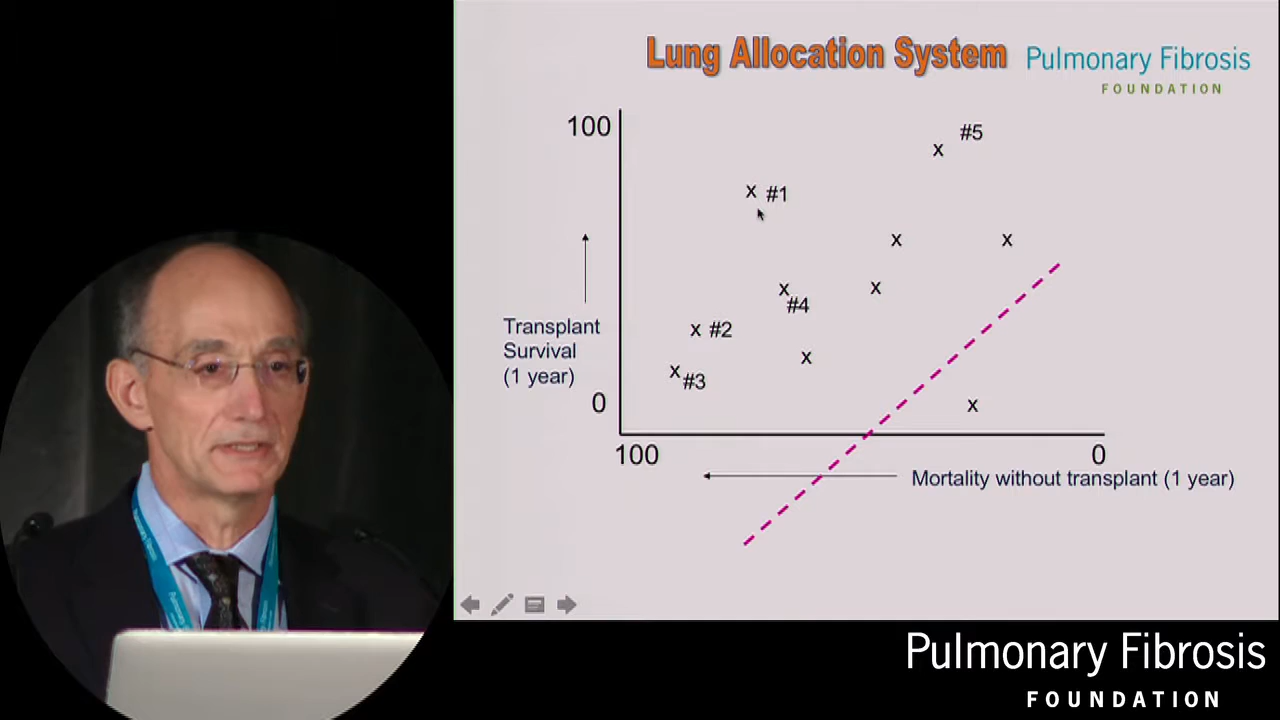 Lung Allocation System
Pulmonary Fibrosis
FOUNDATION
100
#5
x
x #1
x
x
x
#4
x
Transplant
Survival
(1 year)
x #2
x
x
#3
0
x
100
0
Mortality without transplant (1 year)
Pulmonary Fibrosis
FOUNDATION